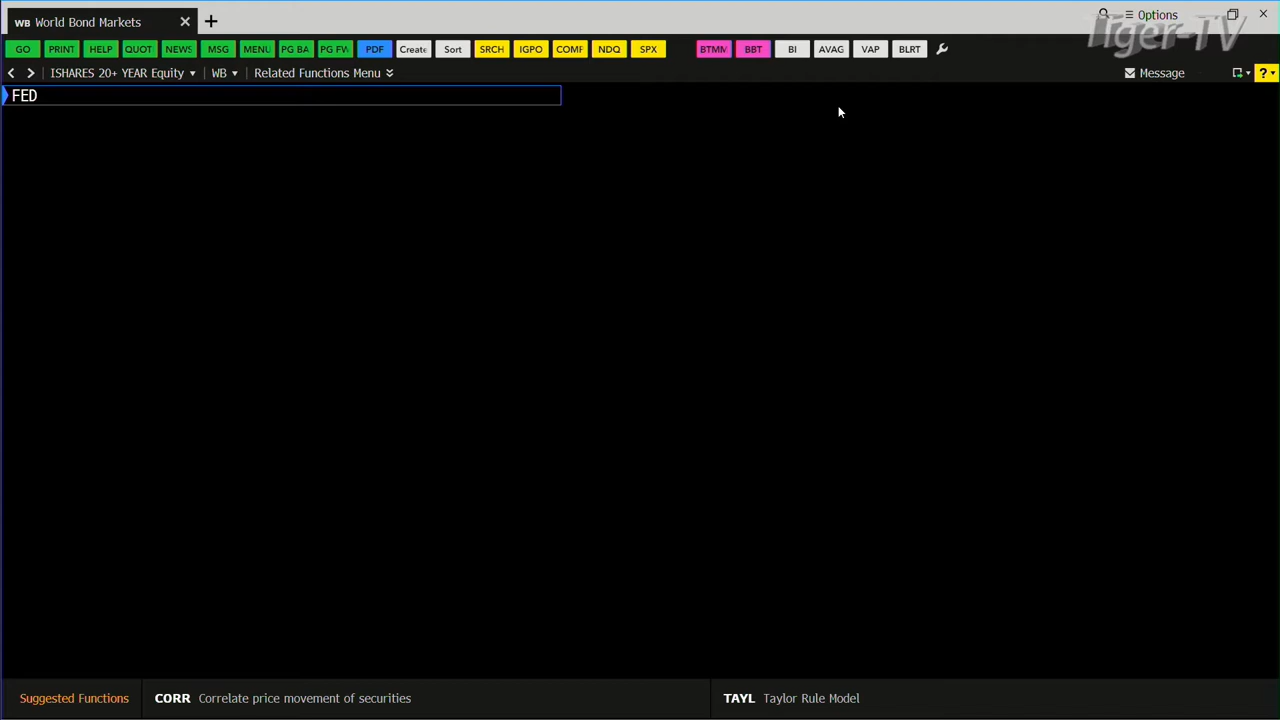 WB World Bond Markets
Options
Tiger-TV
GO PRINT HELP QUOT NEWS MSG MENU PG BA PG FW PDF Create Sort SRCH IGPO COMF NDQ SPX BTMM BBT BI AVAG VAP BLRT
ISHARES 20+ YEAR Equity WB Related Functions Menu Message ?
FED
Suggested Functions CORR Correlate price movement of securities TAYL Taylor Rule Model